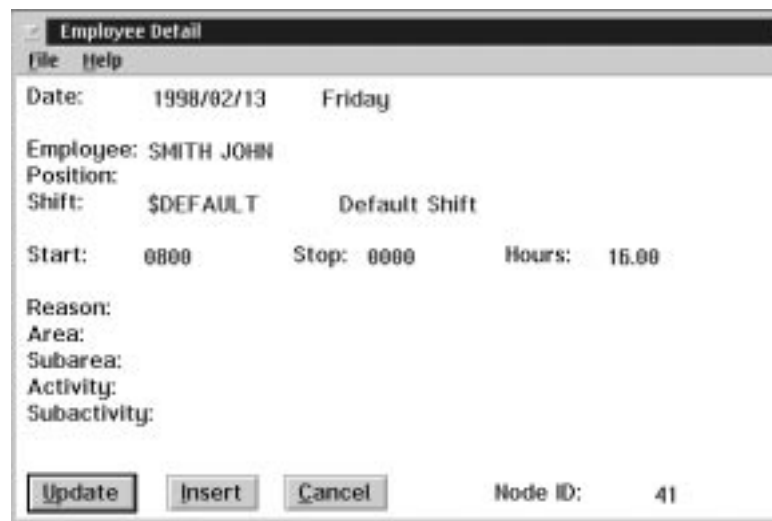 Employee Detail
File Help
Date: 1998/02/13 Friday
Employee: SMITH JOHN
Position:
Shift: $DEFAULT Default Shift
Start: 0800 Stop: 0000 Hours: 16.00
Reason:
Area:
Subarea:
Activity:
Subactivity:
Update Insert Cancel Node ID: 41